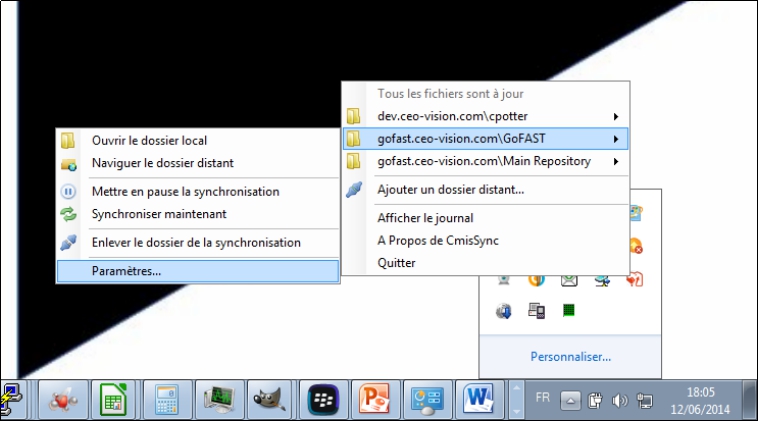 Tous les fichiers sont à jour
dev.ceo-vision.com\cpotter
gofast.ceo-vision.com\GoFAST
gofast.ceo-vision.com\Main Repository
Ajouter un dossier distant...
Afficher le journal
A Propos de CmisSync
Quitter
Ouvrir le dossier local
Naviguer le dossier distant
Mettre en pause la synchronisation
Synchroniser maintenant
Enlever le dossier de la synchronisation
Paramètres...
Personnaliser...
FR
18:05
12/06/2014